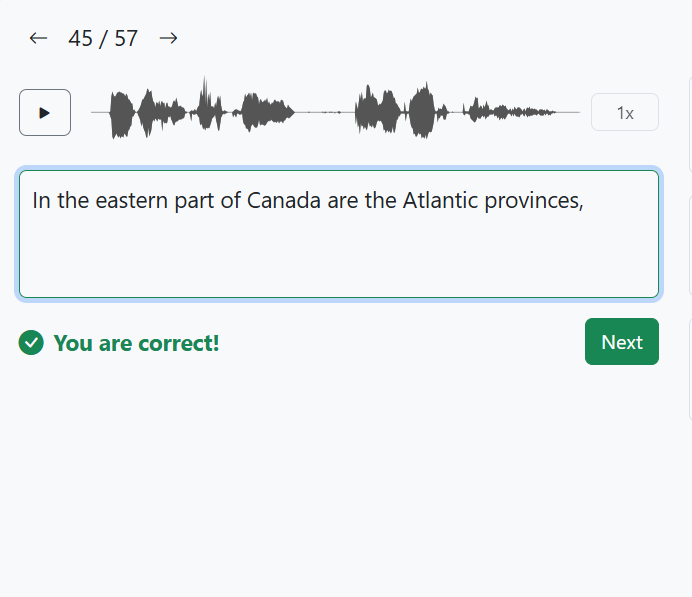 45 / 57
1x
In the eastern part of Canada are the Atlantic provinces,
You are correct!
Next